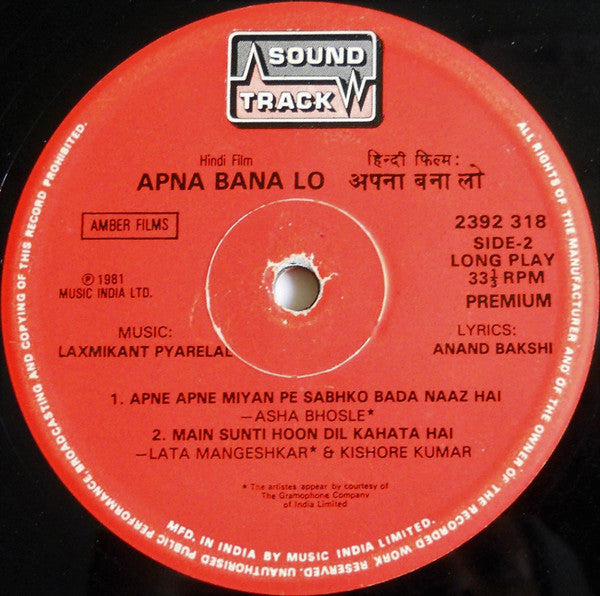 SOUND
TRACK
Hindi Film
हिन्दी फिल्म:
APNA BANA LO
अपना बना लो
AMBER FILMS
2392 318
SIDE-2
LONG PLAY
33⅓ RPM
PREMIUM
℗ 1981
MUSIC INDIA LTD.
MUSIC:
LAXMIKANT PYARELAL
LYRICS:
ANAND BAKSHI
1. APNE APNE MIYAN PE SABHKO BADA NAAZ HAI
–ASHA BHOSLE*
2. MAIN SUNTI HOON DIL KAHATA HAI
–LATA MANGESHKAR* & KISHORE KUMAR
* The artistes appear by courtesy of
The Gramophone Company
of India Limited
MFD. IN INDIA BY MUSIC INDIA LIMITED.
ALL RIGHTS OF THE MANUFACTURER AND OF THE OWNER OF THE RECORDED WORK RESERVED. UNAUTHORISED PUBLIC PERFORMANCE, BROADCASTING AND COPYING OF THIS RECORD PROHIBITED.